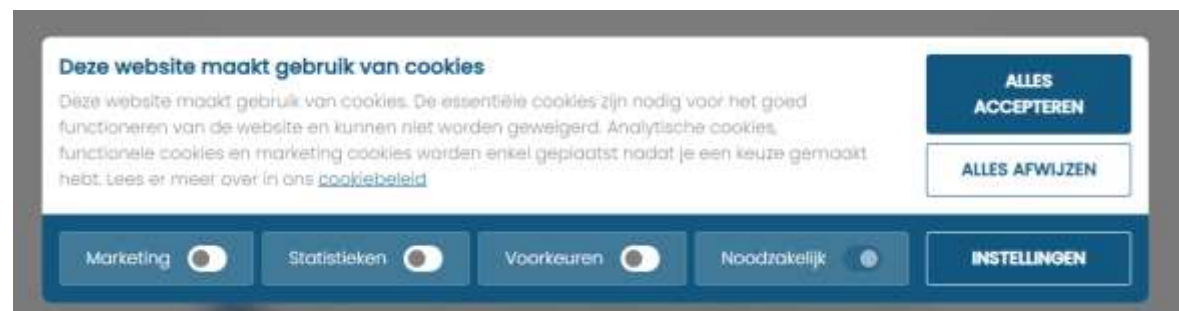 Deze website maakt gebruik van cookies
Deze website maakt gebruik van cookies. De essentiële cookies zijn nodig voor het goed
functioneren van de website en kunnen niet worden geweigerd. Analytische cookies,
functionele cookies en marketing cookies worden enkel geplaatst nadat je een keuze gemaakt
hebt. Lees er meer over in ons cookiebeleid
ALLES
ACCEPTEREN
ALLES AFWIJZEN
Marketing
Statistieken
Voorkeuren
Noodzakelijk
INSTELLINGEN